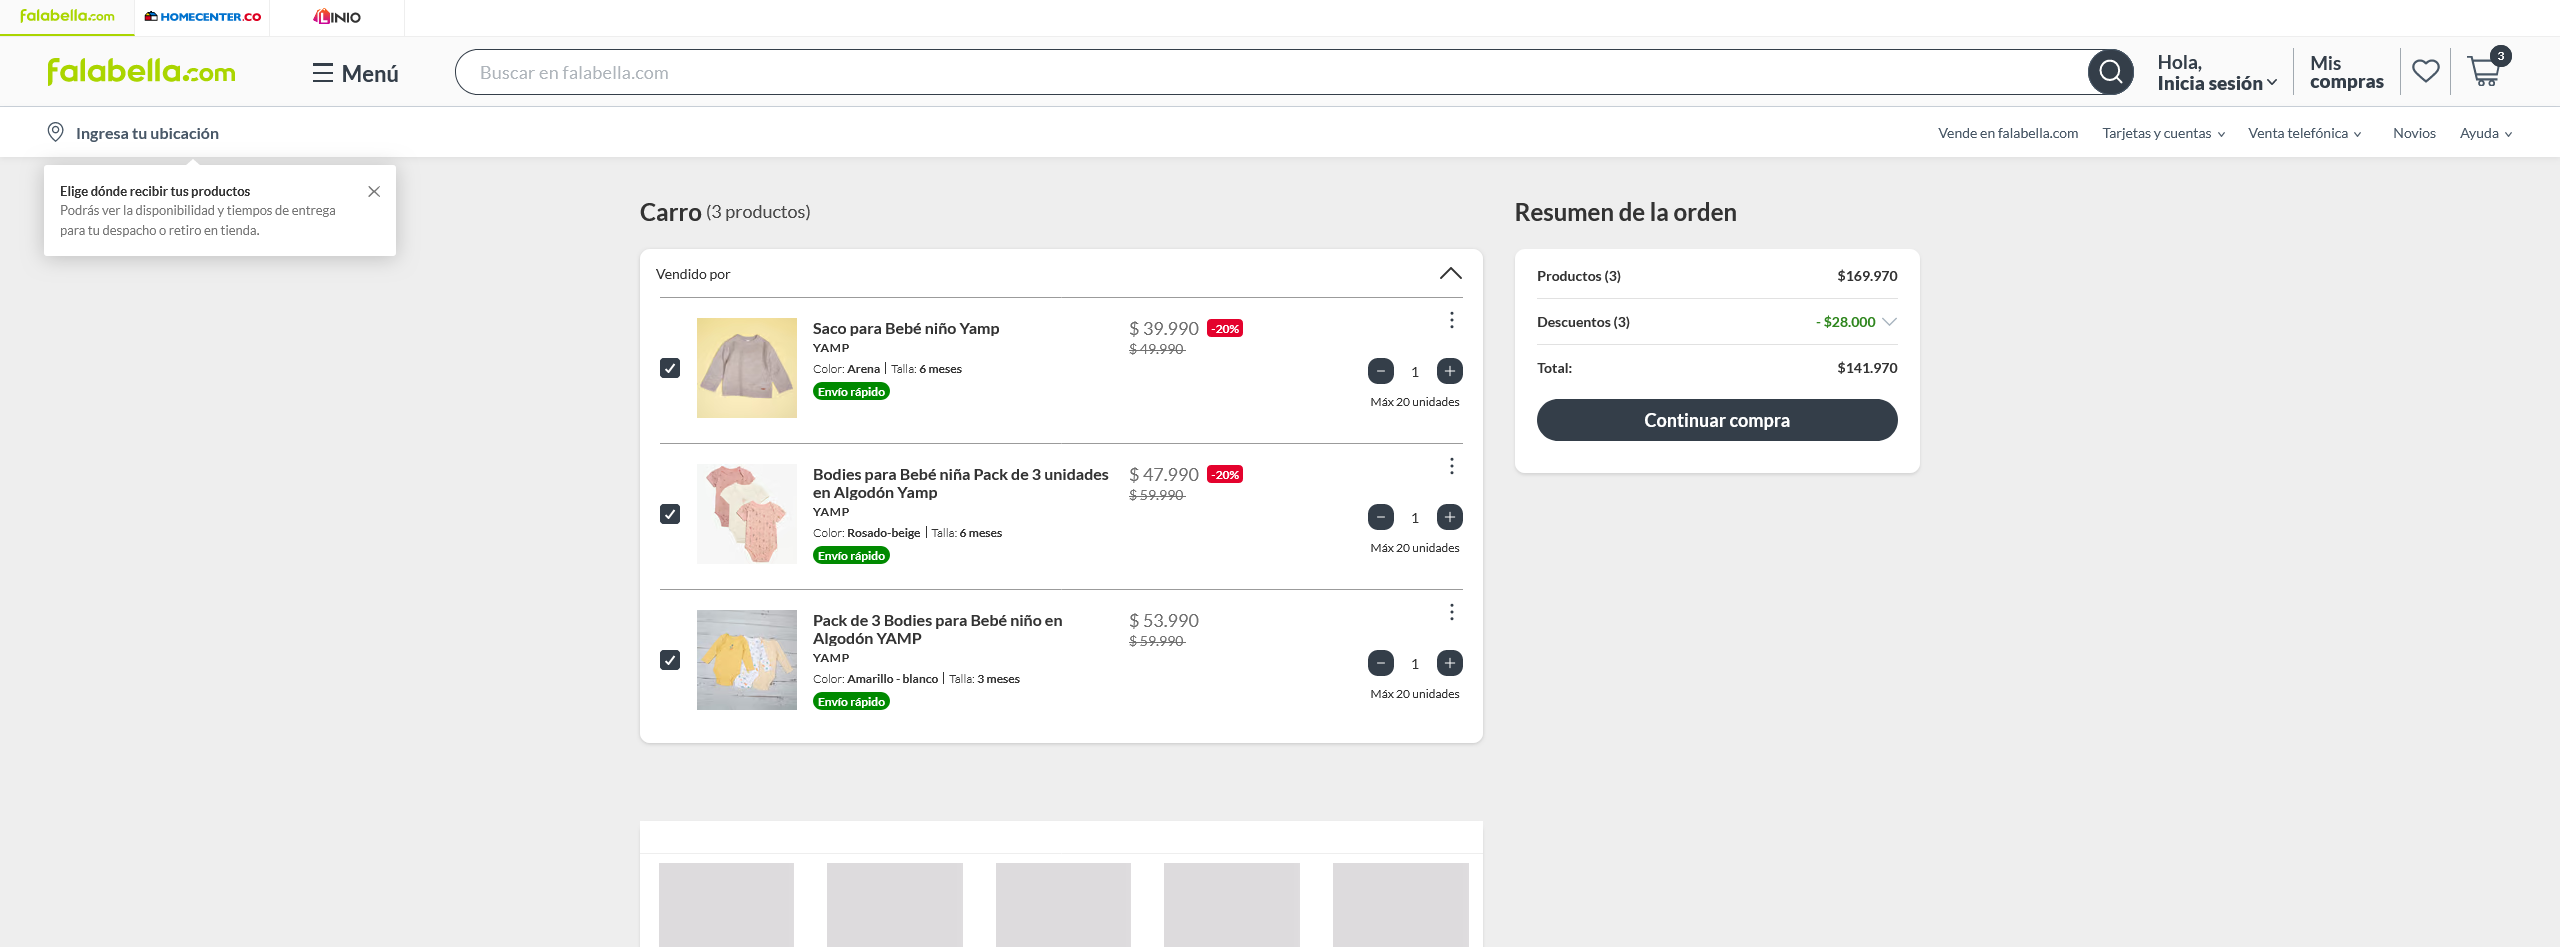 falabella.com
HOMECENTER.CO
LINIO
falabella.com
Menú
Buscar en falabella.com
Hola,
Inicia sesión
Mis
compras
3
Ingresa tu ubicación
Vende en falabella.com
Tarjetas y cuentas
Venta telefónica
Novios
Ayuda
Elige dónde recibir tus productos
Podrás ver la disponibilidad y tiempos de entrega
para tu despacho o retiro en tienda.
Carro (3 productos)
Vendido por
Saco para Bebé niño Yamp
YAMP
Color: Arena | Talla: 6 meses
Envío rápido
$ 39.990 -20%
$ 49.990
1
Máx 20 unidades
Bodies para Bebé niña Pack de 3 unidades
en Algodón Yamp
YAMP
Color: Rosado-beige | Talla: 6 meses
Envío rápido
$ 47.990 -20%
$ 59.990
1
Máx 20 unidades
Pack de 3 Bodies para Bebé niño en
Algodón YAMP
YAMP
Color: Amarillo - blanco | Talla: 3 meses
Envío rápido
$ 53.990
$ 59.990
1
Máx 20 unidades
Resumen de la orden
Productos (3) $169.970
Descuentos (3) - $28.000
Total: $141.970
Continuar compra